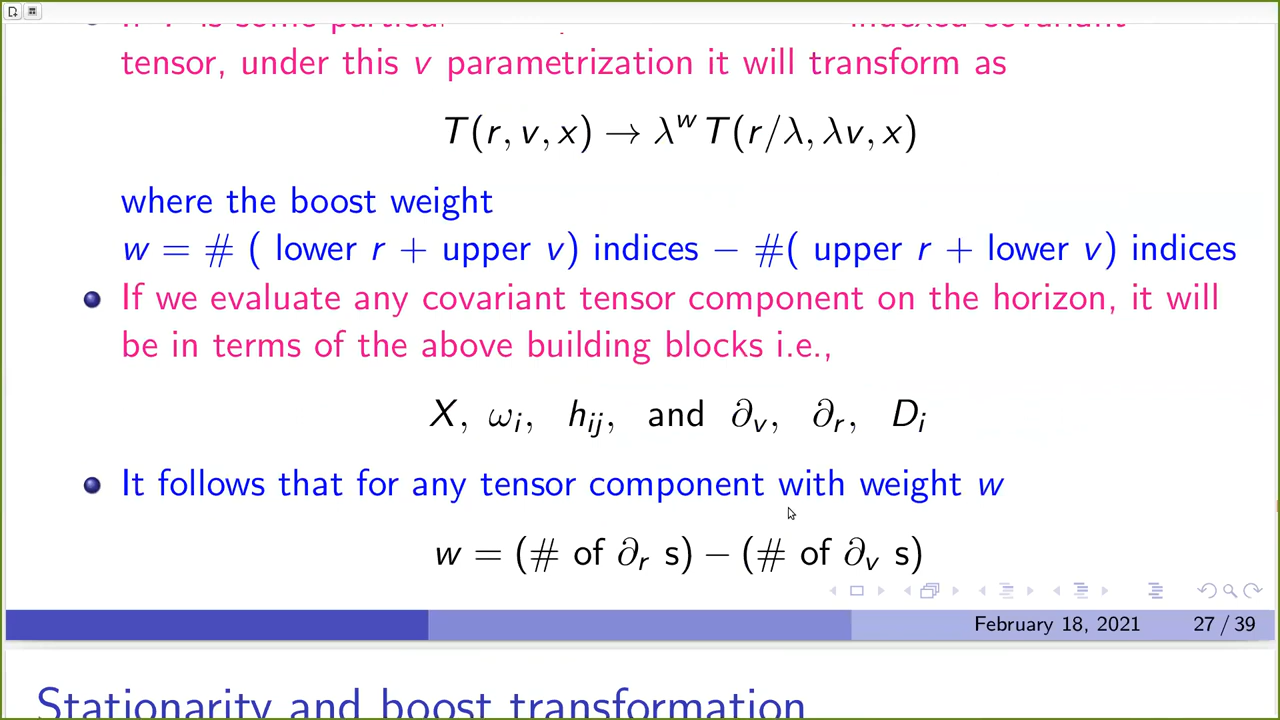 is some
tensor, under this v parametrization it will transform as
T(r, v, x) → λ^w T(r/λ, λv, x)
where the boost weight
w = # ( lower r + upper v) indices − #( upper r + lower v) indices
If we evaluate any covariant tensor component on the horizon, it will
be in terms of the above building blocks i.e.,
X, ω_i, h_ij, and ∂_v, ∂_r, D_i
It follows that for any tensor component with weight w
w = (# of ∂_r s) − (# of ∂_v s)
February 18, 2021 27 / 39
Stationarity and boost transformation